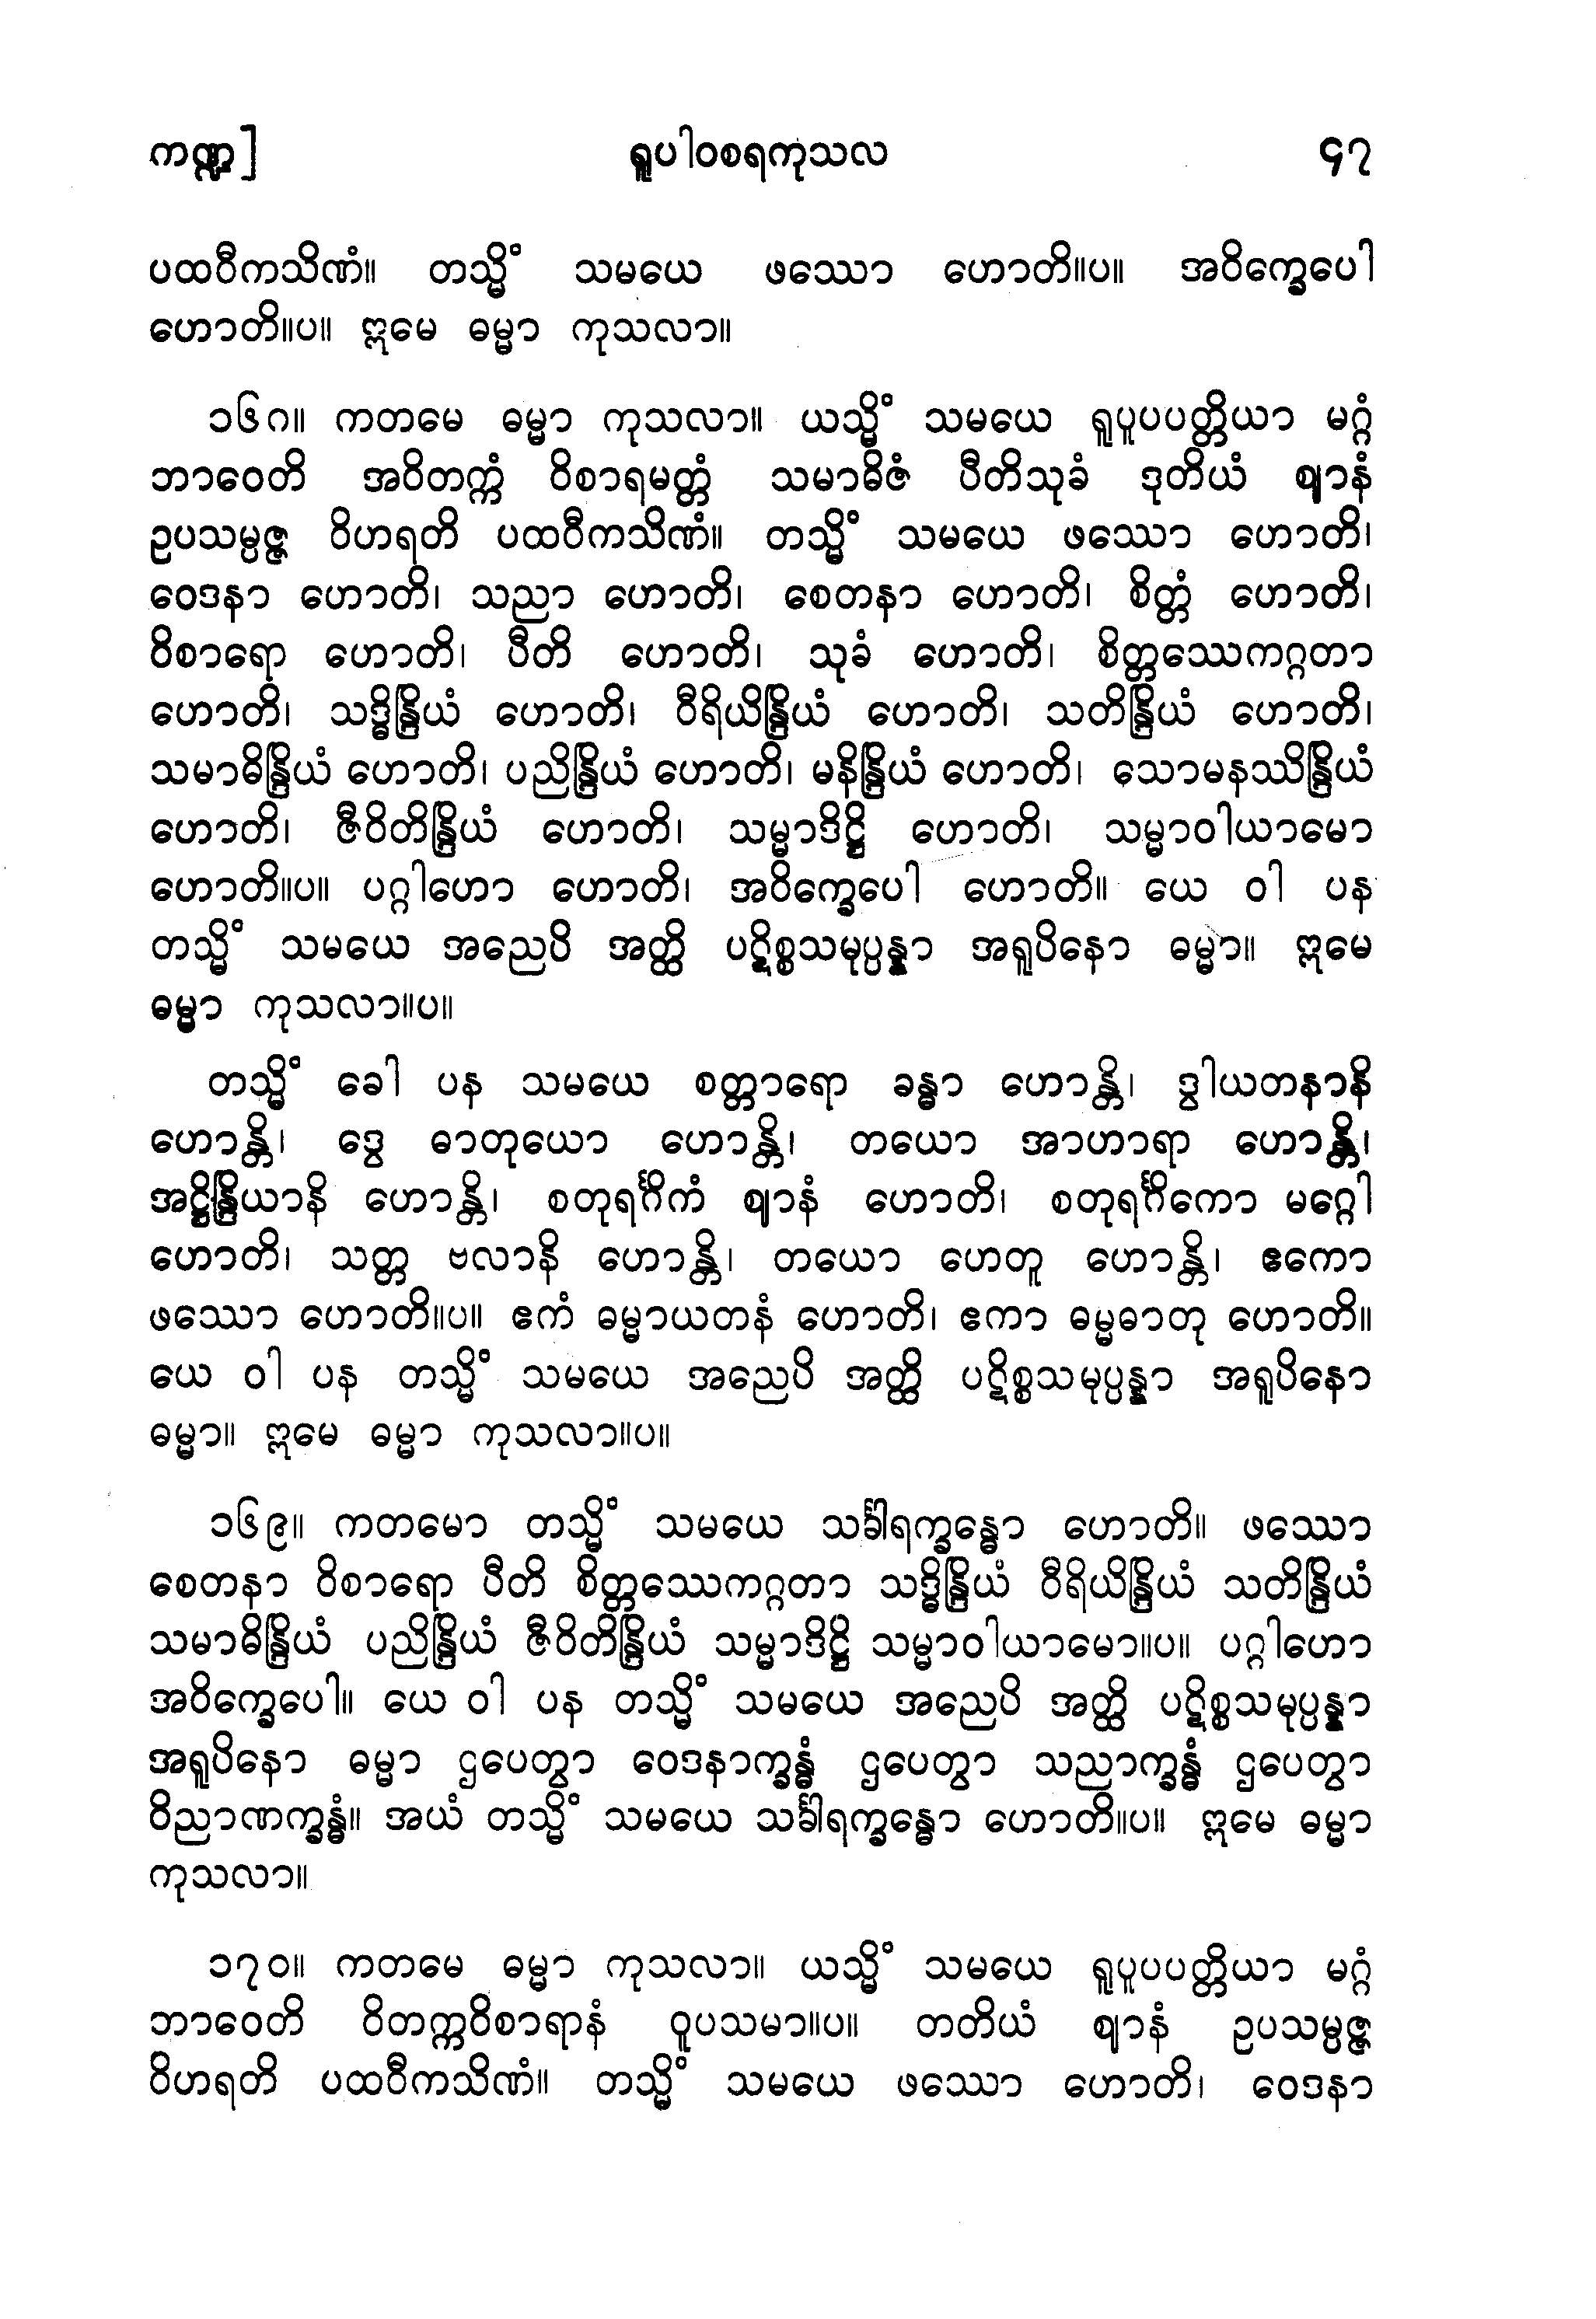 ကဏ္ဍ] ရူပါဝစရကုသလ ၄၇
ပထဝီကသိဏံ။ တသ္မိံ သမယေ ဖဿော ဟောတိ။ပ။ အဝိက္ခေပေါ
ဟောတိ။ပ။ ဣမေ ဓမ္မာ ကုသလာ။
၁၆၈။ ကတမေ ဓမ္မာ ကုသလာ။ ယသ္မိံ သမယေ ရူပူပပတ္တိယာ မဂ္ဂံ
ဘာဝေတိ အဝိတက္ကံ ဝိစာရမတ္တံ သမာဓိဇံ ပီတိသုခံ ဒုတိယံ ဈာနံ
ဥပသမ္ပဇ္ဇ ဝိဟရတိ ပထဝီကသိဏံ။ တသ္မိံ သမယေ ဖဿော ဟောတိ၊
ဝေဒနာ ဟောတိ၊ သညာ ဟောတိ၊ စေတနာ ဟောတိ၊ စိတ္တံ ဟောတိ၊
ဝိစာရော ဟောတိ၊ ပီတိ ဟောတိ၊ သုခံ ဟောတိ၊ စိတ္တဿေကဂ္ဂတာ
ဟောတိ၊ သဒ္ဓိန္ဒြိယံ ဟောတိ၊ ဝီရိယိန္ဒြိယံ ဟောတိ၊ သတိန္ဒြိယံ ဟောတိ၊
သမာဓိန္ဒြိယံ ဟောတိ၊ ပညိန္ဒြိယံ ဟောတိ၊ မနိန္ဒြိယံ ဟောတိ၊ သောမနဿိန္ဒြိယံ
ဟောတိ၊ ဇီဝိတိန္ဒြိယံ ဟောတိ၊ သမ္မာဒိဋ္ဌိ ဟောတိ၊ သမ္မာဝါယာမော
ဟောတိ။ပ။ ပဂ္ဂါဟော ဟောတိ၊ အဝိက္ခေပေါ ဟောတိ။ ယေ ဝါ ပန
တသ္မိံ သမယေ အညေပိ အတ္ထိ ပဋိစ္စသမုပ္ပန္နာ အရူပိနော ဓမ္မာ။ ဣမေ
ဓမ္မာ ကုသလာ။ပ။
တသ္မိံ ခေါ ပန သမယေ စတ္တာရော ခန္ဓာ ဟောန္တိ၊ ဒွါယတနာနိ
ဟောန္တိ၊ ဒွေ ဓာတုယော ဟောန္တိ၊ တယော အာဟာရာ ဟောန္တိ၊
အဋ္ဌိန္ဒြိယာနိ ဟောန္တိ၊ စတုရင်္ဂိကံ ဈာနံ ဟောတိ၊ စတုရင်္ဂိကော မဂ္ဂေါ
ဟောတိ၊ သတ္တ ဗလာနိ ဟောန္တိ၊ တယော ဟေတူ ဟောန္တိ၊ ဧကော
ဖဿော ဟောတိ။ပ။ ဧကံ ဓမ္မာယတနံ ဟောတိ၊ ဧကာ ဓမ္မဓာတု ဟောတိ။
ယေ ဝါ ပန တသ္မိံ သမယေ အညေပိ အတ္ထိ ပဋိစ္စသမုပ္ပန္နာ အရူပိနော
ဓမ္မာ။ ဣမေ ဓမ္မာ ကုသလာ။ပ။
၁၆၉။ ကတမော တသ္မိံ သမယေ သင်္ခါရက္ခန္ဓော ဟောတိ။ ဖဿော
စေတနာ ဝိစာရော ပီတိ စိတ္တဿေကဂ္ဂတာ သဒ္ဓိန္ဒြိယံ ဝီရိယိန္ဒြိယံ သတိန္ဒြိယံ
သမာဓိန္ဒြိယံ ပညိန္ဒြိယံ ဇီဝိတိန္ဒြိယံ သမ္မာဒိဋ္ဌိ သမ္မာဝါယာမော။ပ။ ပဂ္ဂါဟော
အဝိက္ခေပေါ။ ယေ ဝါ ပန တသ္မိံ သမယေ အညေပိ အတ္ထိ ပဋိစ္စသမုပ္ပန္နာ
အရူပိနော ဓမ္မာ ဌပေတွာ ဝေဒနာက္ခန္ဓံ ဌပေတွာ သညာက္ခန္ဓံ ဌပေတွာ
ဝိညာဏက္ခန္ဓံ။ အယံ တသ္မိံ သမယေ သင်္ခါရက္ခန္ဓော ဟောတိ။ပ။ ဣမေ ဓမ္မာ
ကုသလာ။
၁၇၀။ ကတမေ ဓမ္မာ ကုသလာ။ ယသ္မိံ သမယေ ရူပူပပတ္တိယာ မဂ္ဂံ
ဘာဝေတိ ဝိတက္ကဝိစာရာနံ ဝူပသမာ။ပ။ တတိယံ ဈာနံ ဥပသမ္ပဇ္ဇ
ဝိဟရတိ ပထဝီကသိဏံ။ တသ္မိံ သမယေ ဖဿော ဟောတိ၊ ဝေဒနာ